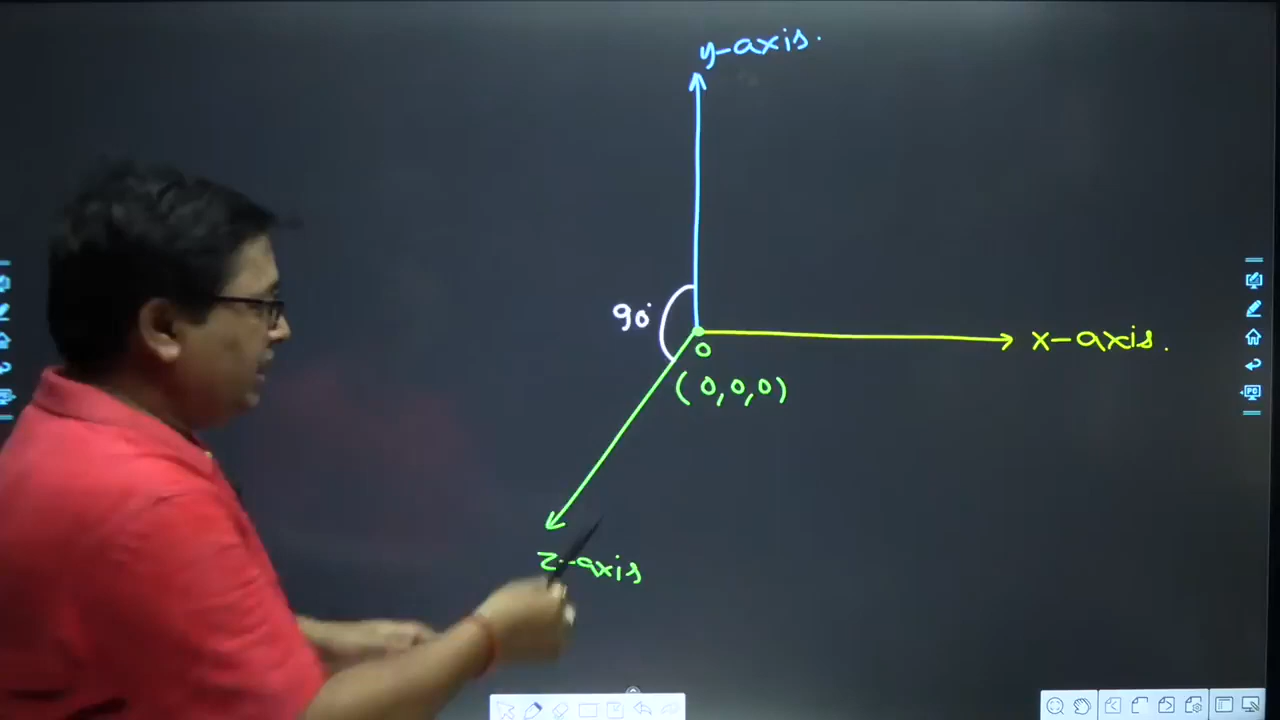 y-axis.
90°
x-axis.
O
(0,0,0)
z-axis